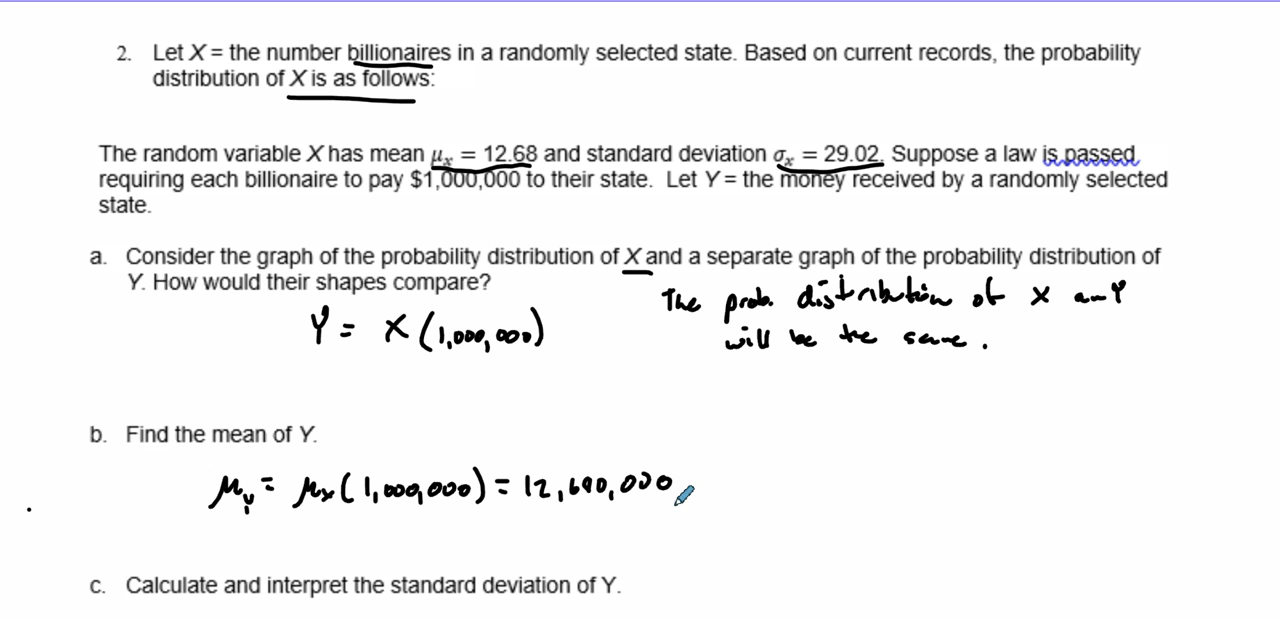 2. Let X = the number billionaires in a randomly selected state. Based on current records, the probability
distribution of X is as follows:
The random variable X has mean μx = 12.68 and standard deviation σx = 29.02. Suppose a law is passed
requiring each billionaire to pay $1,000,000 to their state. Let Y = the money received by a randomly selected
state.
a. Consider the graph of the probability distribution of X and a separate graph of the probability distribution of
Y. How would their shapes compare?
The prob. distribution of X and Y
Y = X (1,000,000)
will be the same.
b. Find the mean of Y.
μY = μx (1,000,000) = 12,680,000
c. Calculate and interpret the standard deviation of Y.